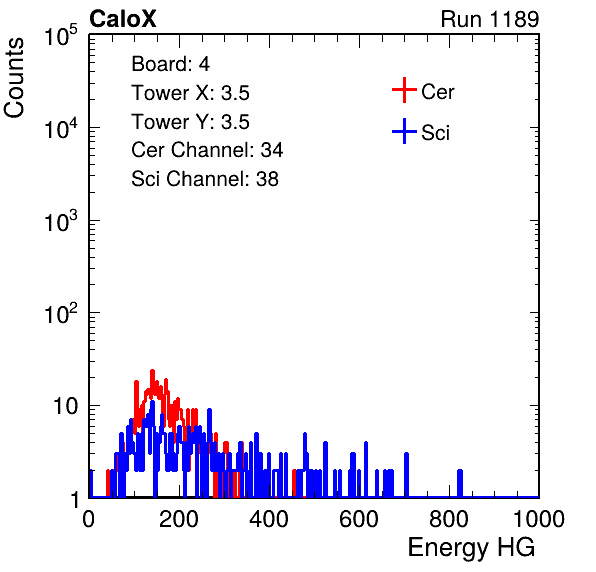 CaloX Run 1189
Counts
10^5
10^4
10^3
10^2
10
1
Board: 4
Tower X: 3.5
Tower Y: 3.5
Cer Channel: 34
Sci Channel: 38
Cer
Sci
0 200 400 600 800 1000
Energy HG